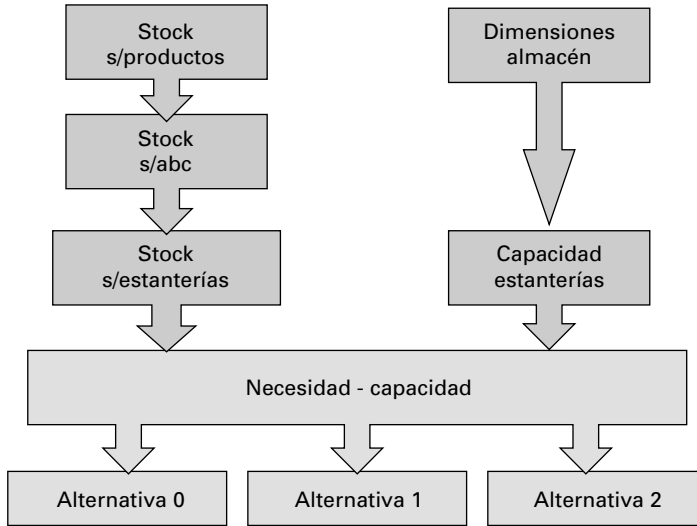 Stock
s/productos
Dimensiones
almacén
Stock
s/abc
Stock
s/estanterías
Capacidad
estanterías
Necesidad - capacidad
Alternativa 0
Alternativa 1
Alternativa 2